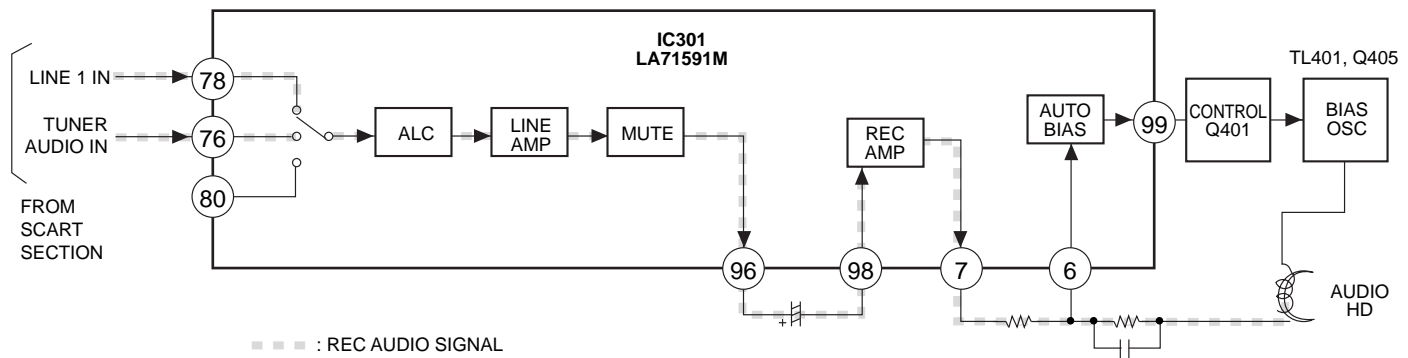 IC301
LA71591M
TL401, Q405
LINE 1 IN
78
TUNER
AUDIO IN
76
80
FROM
SCART
SECTION
ALC
LINE
AMP
MUTE
REC
AMP
AUTO
BIAS
99
CONTROL
Q401
BIAS
OSC
96
+
98
7
6
AUDIO
HD
: REC AUDIO SIGNAL